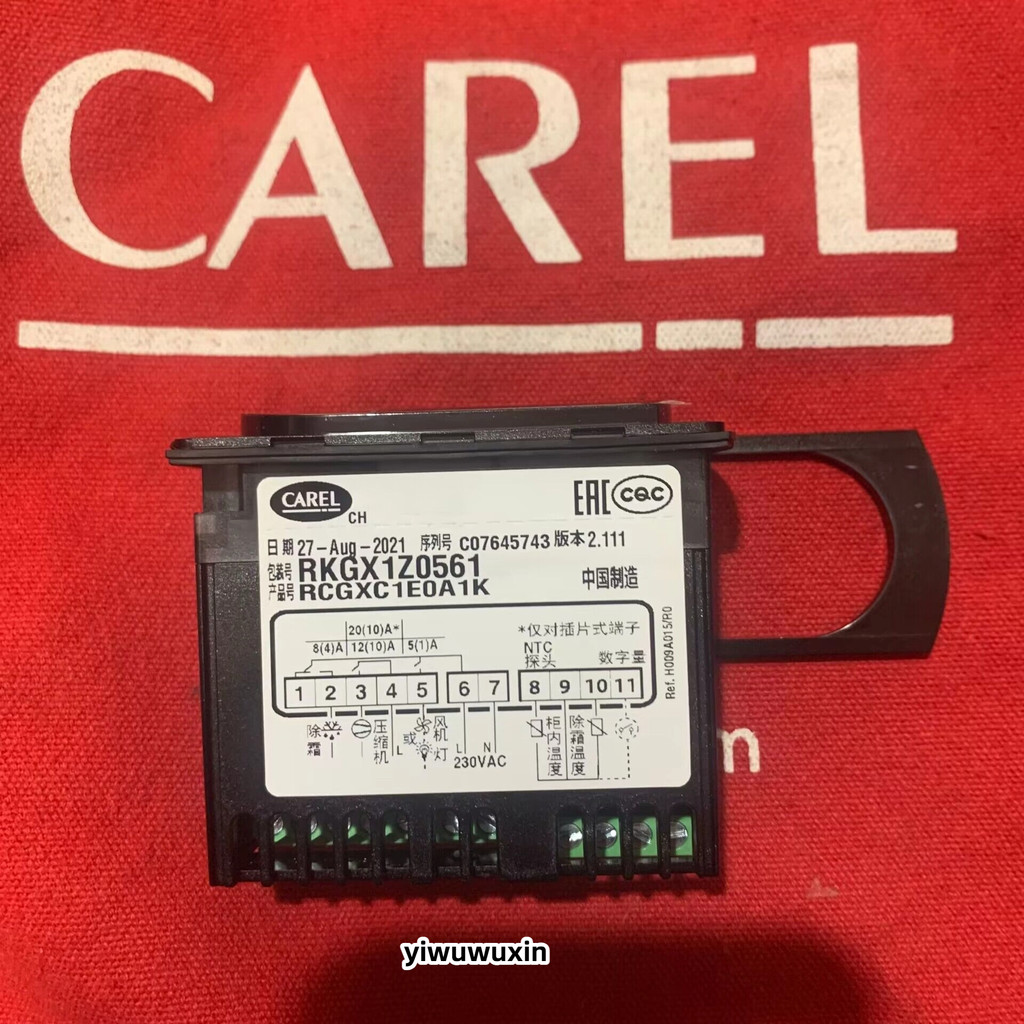 CAREL
CAREL
CH
EAC
CQC
日期 27-Aug-2021 序列号 C07645743 版本 2.111
包装号 RKGX1Z0561
产品号 RCGXC1E0A1K
中国制造
20(10)A*
8(4)A 12(10)A 5(1)A
*仅对插片式端子
NTC
探头 数字量
1 2 3 4 5 6 7 8 9 10 11
除霜
压缩机
L
或
风机
灯
L N
230VAC
柜内温度
除霜温度
Ref. H009A015/R0
m
yiwuwuxin